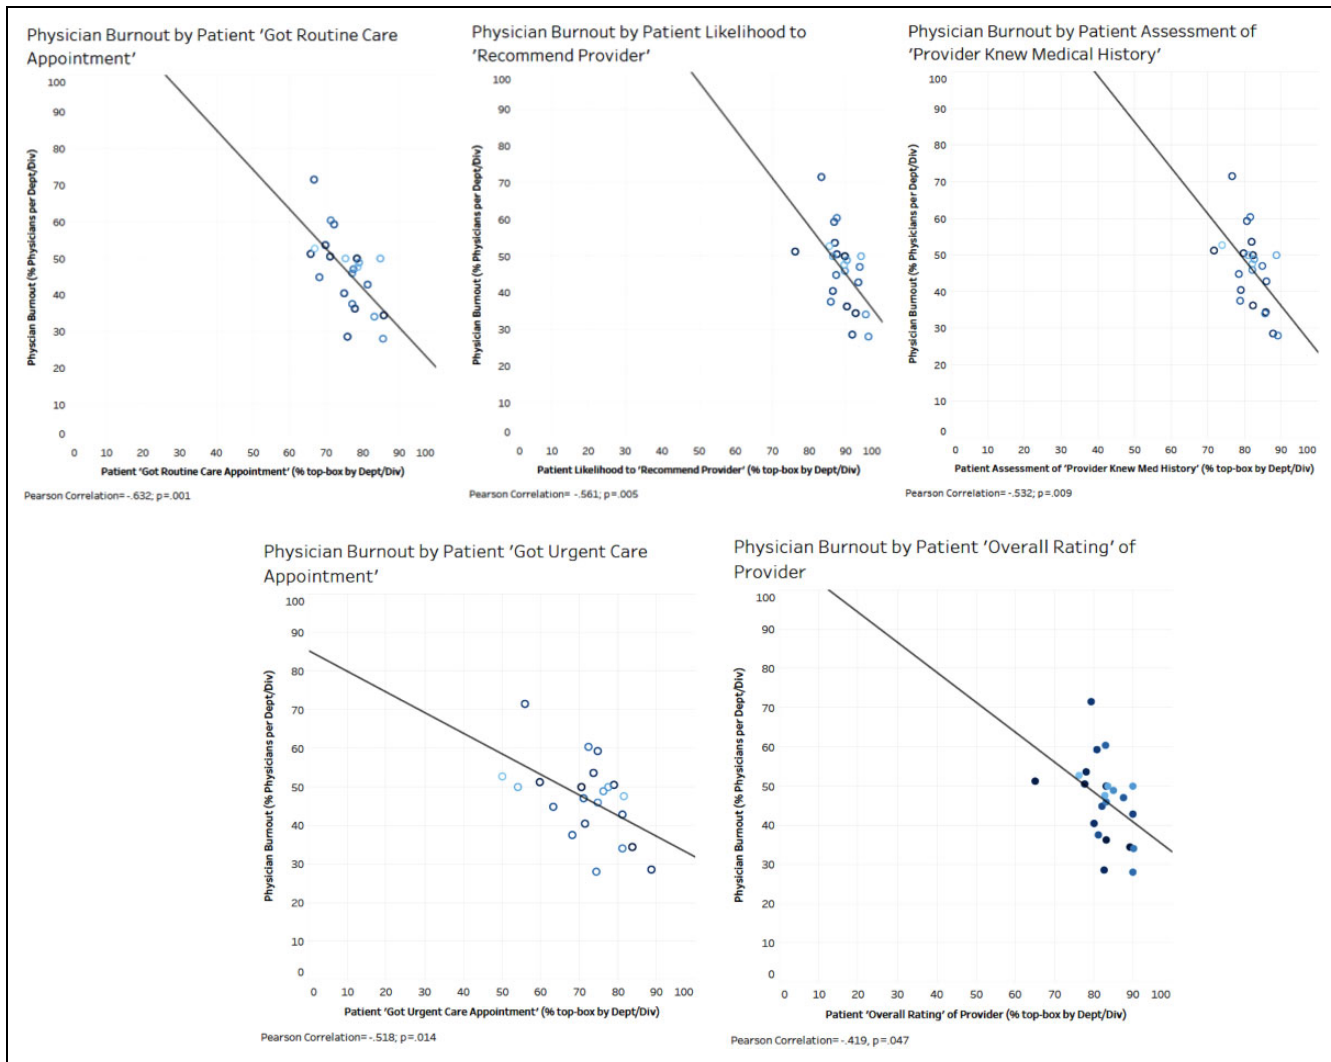 Physician Burnout by Patient 'Got Routine Care
Appointment'
100
90
80
70
60
50
40
30
20
10
0
Physcian Burnout (% Physicians per Dept/Div)
0 10 20 30 40 50 60 70 80 90 100
Patient 'Got Routine Care Appointment' (% top-box by Dept/Div)
Pearson Correlation= -.632; p=.001
Physician Burnout by Patient Likelihood to
'Recommend Provider'
100
90
80
70
60
50
40
30
20
10
0
Physician Burnout (% Physicians per Dept/Div)
0 10 20 30 40 50 60 70 80 90 100
Patient Likelihood to 'Recommend Provider' (% top-box by Dept/Div)
Pearson Correlation= -.561; p=.005
Physician Burnout by Patient Assessment of
'Provider Knew Medical History'
100
90
80
70
60
50
40
30
20
10
0
Physician Burnout (% Physicians per Dept/Div)
0 10 20 30 40 50 60 70 80 90 100
Patient Assessment of 'Provider Knew Med History' (% top-box by Dept/Div)
Pearson Correlation= -.532; p=.009
Physician Burnout by Patient 'Got Urgent Care
Appointment'
100
90
80
70
60
50
40
30
20
10
0
Physician Burnout (% Physicians per Dept/Div)
0 10 20 30 40 50 60 70 80 90 100
Patient 'Got Urgent Care Appointment' (% top-box by Dept/Div)
Pearson Correlation= -.518; p=.014
Physician Burnout by Patient 'Overall Rating' of
Provider
100
90
80
70
60
50
40
30
20
10
0
Physician Burnout (% Physicians per Dept/Div)
0 10 20 30 40 50 60 70 80 90 100
Patient 'Overall Rating' of Provider (% top-box by Dept/Div)
Pearson Correlation= -.419, p=.047